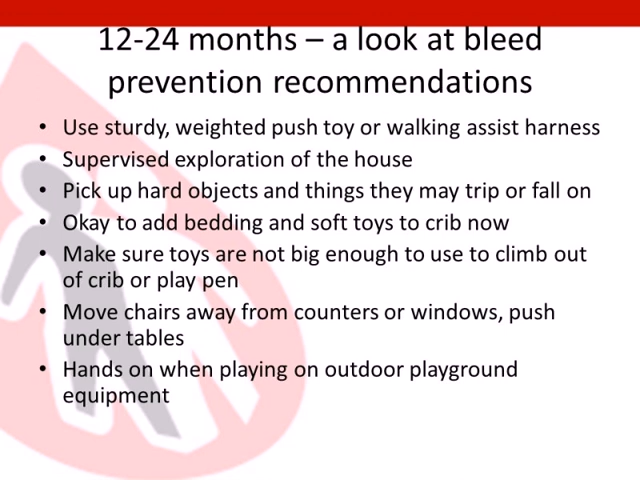 12-24 months – a look at bleed
prevention recommendations
• Use sturdy, weighted push toy or walking assist harness
• Supervised exploration of the house
• Pick up hard objects and things they may trip or fall on
• Okay to add bedding and soft toys to crib now
• Make sure toys are not big enough to use to climb out
of crib or play pen
• Move chairs away from counters or windows, push
under tables
• Hands on when playing on outdoor playground
equipment